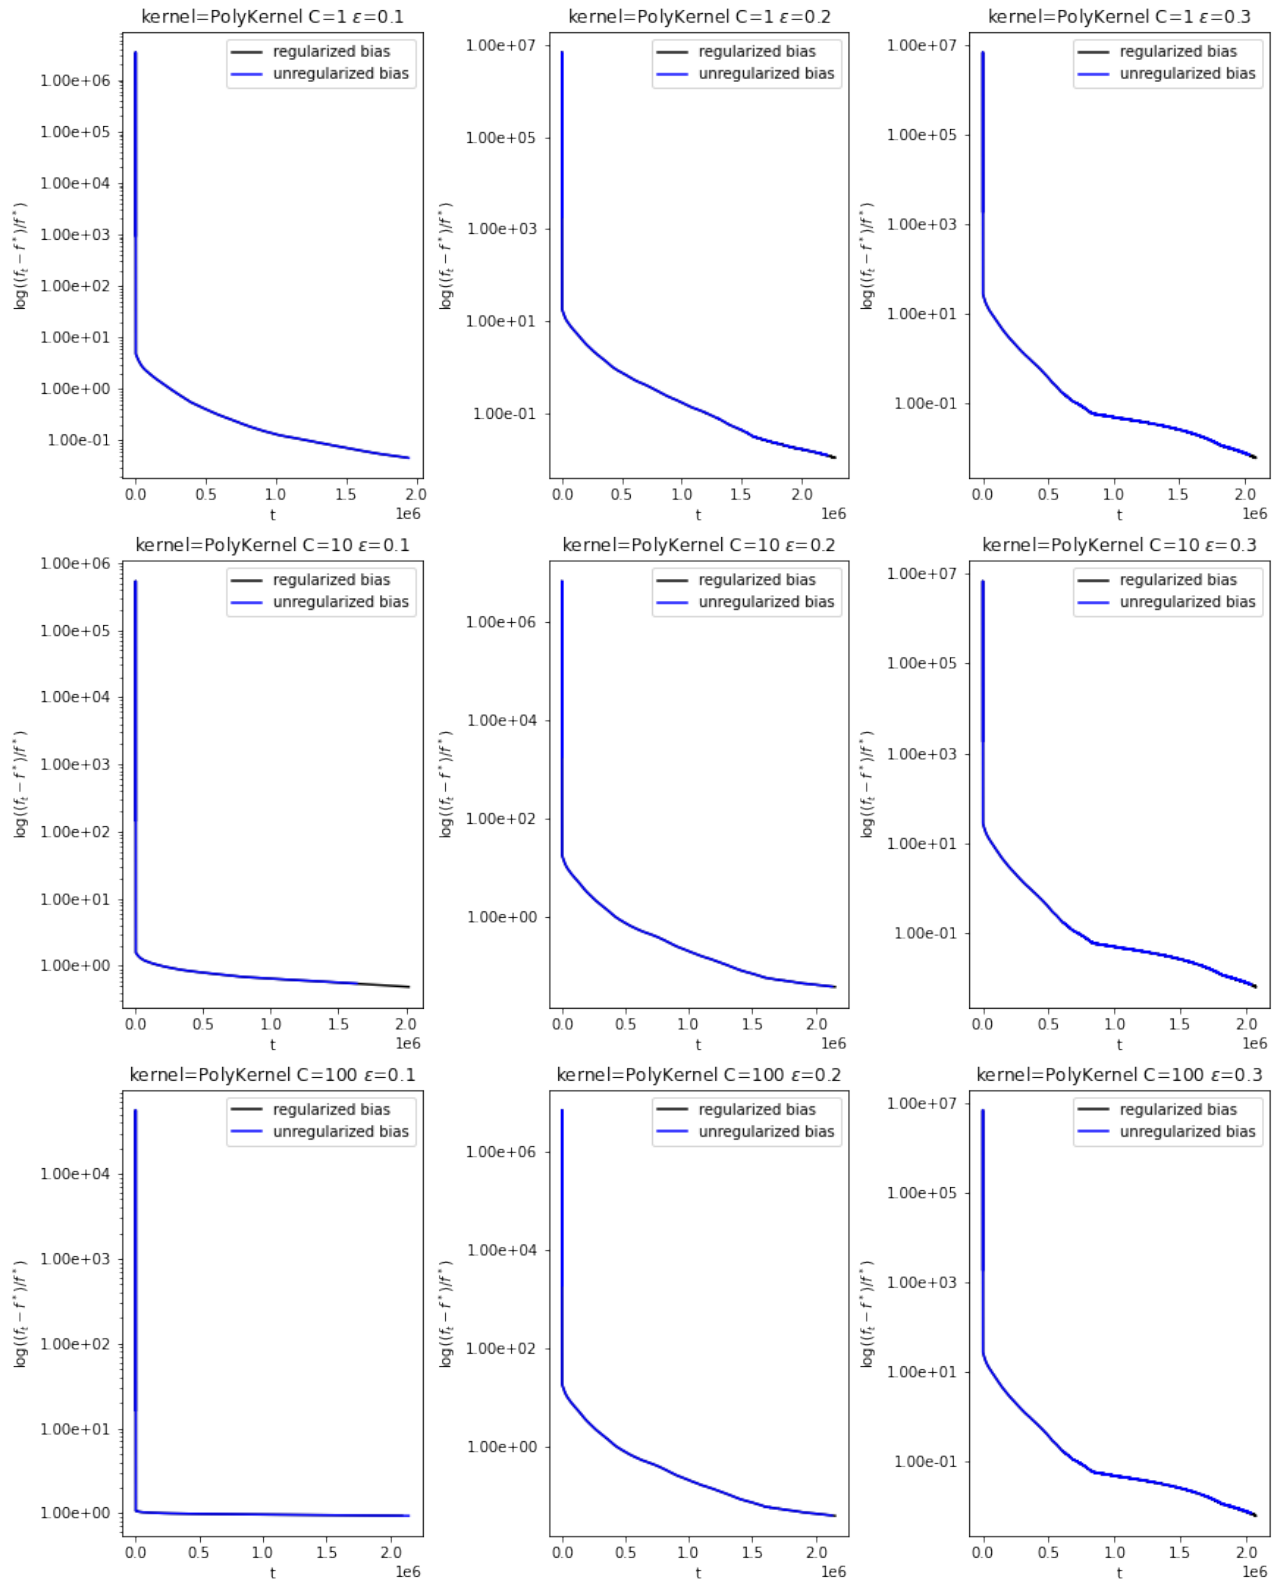 kernel=PolyKernel C=1 ε=0.1
1.00e+06
1.00e+05
1.00e+04
1.00e+03
1.00e+02
1.00e+01
1.00e+00
1.00e-01
log((f_t − f*)/f*)
regularized bias
unregularized bias
0.0 0.5 1.0 1.5 2.0
1e6
t
kernel=PolyKernel C=1 ε=0.2
1.00e+07
1.00e+05
1.00e+03
1.00e+01
1.00e-01
log((f_t − f*)/f*)
regularized bias
unregularized bias
0.0 0.5 1.0 1.5 2.0
1e6
t
kernel=PolyKernel C=1 ε=0.3
1.00e+07
1.00e+05
1.00e+03
1.00e+01
1.00e-01
log((f_t − f*)/f*)
regularized bias
unregularized bias
0.0 0.5 1.0 1.5 2.0
1e6
t
kernel=PolyKernel C=10 ε=0.1
1.00e+06
1.00e+05
1.00e+04
1.00e+03
1.00e+02
1.00e+01
1.00e+00
log((f_t − f*)/f*)
regularized bias
unregularized bias
0.0 0.5 1.0 1.5 2.0
1e6
t
kernel=PolyKernel C=10 ε=0.2
1.00e+06
1.00e+04
1.00e+02
1.00e+00
log((f_t − f*)/f*)
regularized bias
unregularized bias
0.0 0.5 1.0 1.5 2.0
1e6
t
kernel=PolyKernel C=10 ε=0.3
1.00e+07
1.00e+05
1.00e+03
1.00e+01
1.00e-01
log((f_t − f*)/f*)
regularized bias
unregularized bias
0.0 0.5 1.0 1.5 2.0
1e6
t
kernel=PolyKernel C=100 ε=0.1
1.00e+04
1.00e+03
1.00e+02
1.00e+01
1.00e+00
log((f_t − f*)/f*)
regularized bias
unregularized bias
0.0 0.5 1.0 1.5 2.0
1e6
t
kernel=PolyKernel C=100 ε=0.2
1.00e+06
1.00e+04
1.00e+02
1.00e+00
log((f_t − f*)/f*)
regularized bias
unregularized bias
0.0 0.5 1.0 1.5 2.0
1e6
t
kernel=PolyKernel C=100 ε=0.3
1.00e+07
1.00e+05
1.00e+03
1.00e+01
1.00e-01
log((f_t − f*)/f*)
regularized bias
unregularized bias
0.0 0.5 1.0 1.5 2.0
1e6
t